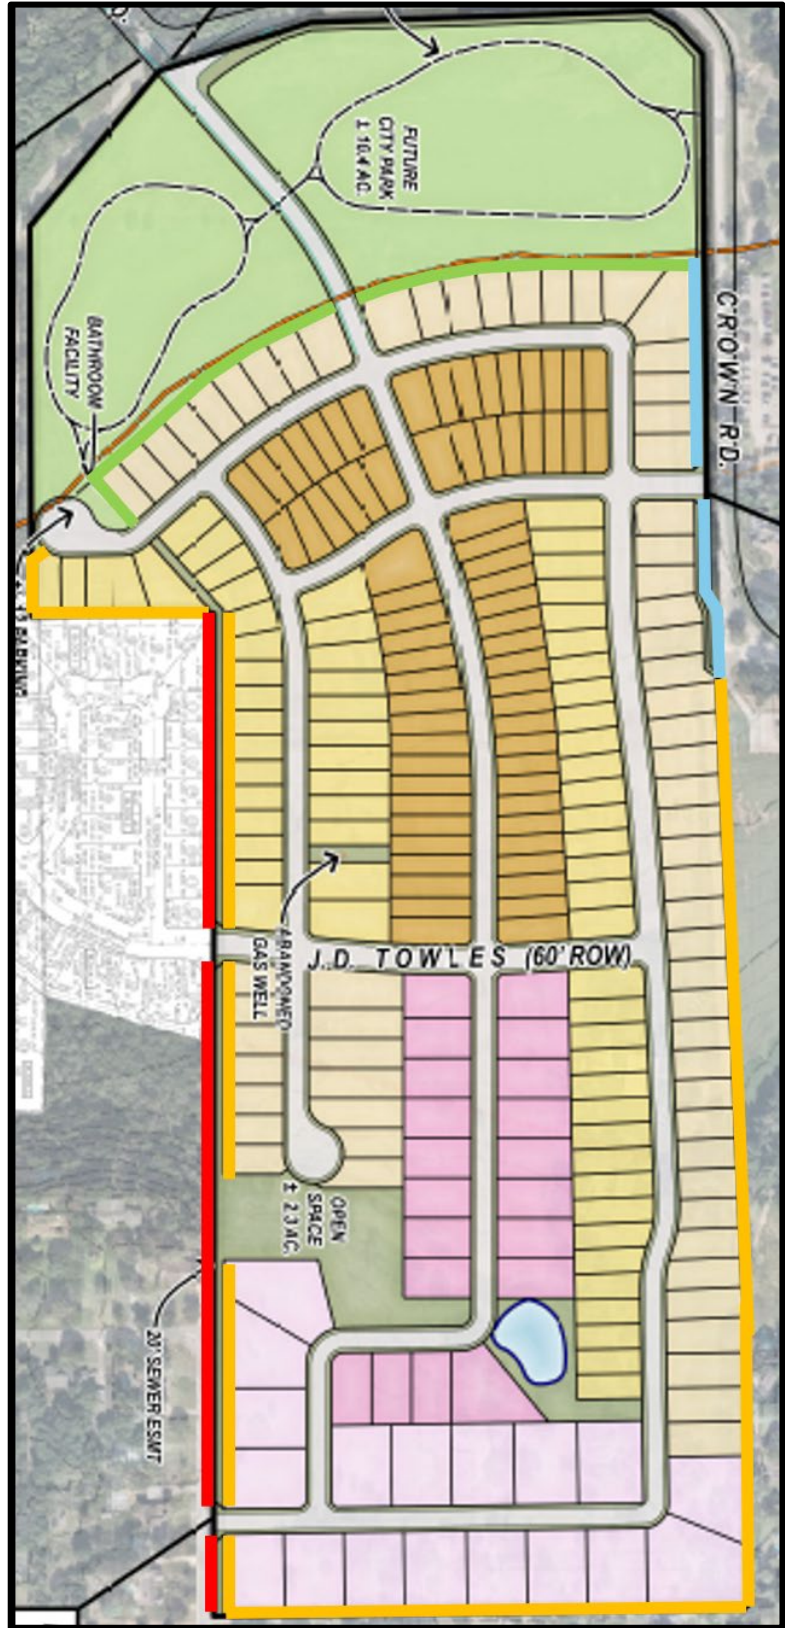 FUTURE
CITY PARK
± 16.4 AC.
BATHROOM
FACILITY
CROWN RD.
ABANDONED
GAS WELL
J.D. TOWLES (60' ROW)
OPEN
SPACE
± 2.3 AC.
20' SEWER ESMT